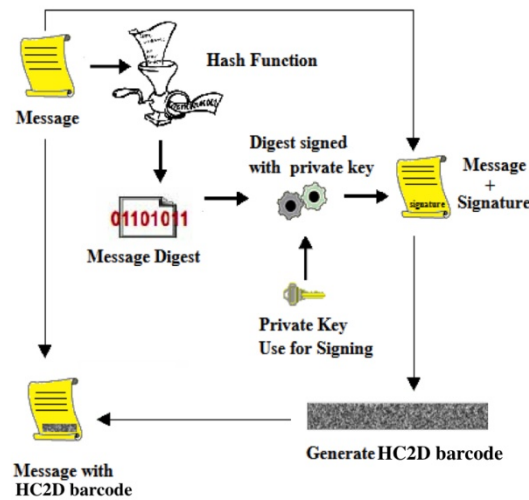 Hash Function
Message
Digest signed
with private key
Message
+
Signature
signature
01101011
Message Digest
Private Key
Use for Signing
Generate HC2D barcode
Message with
HC2D barcode